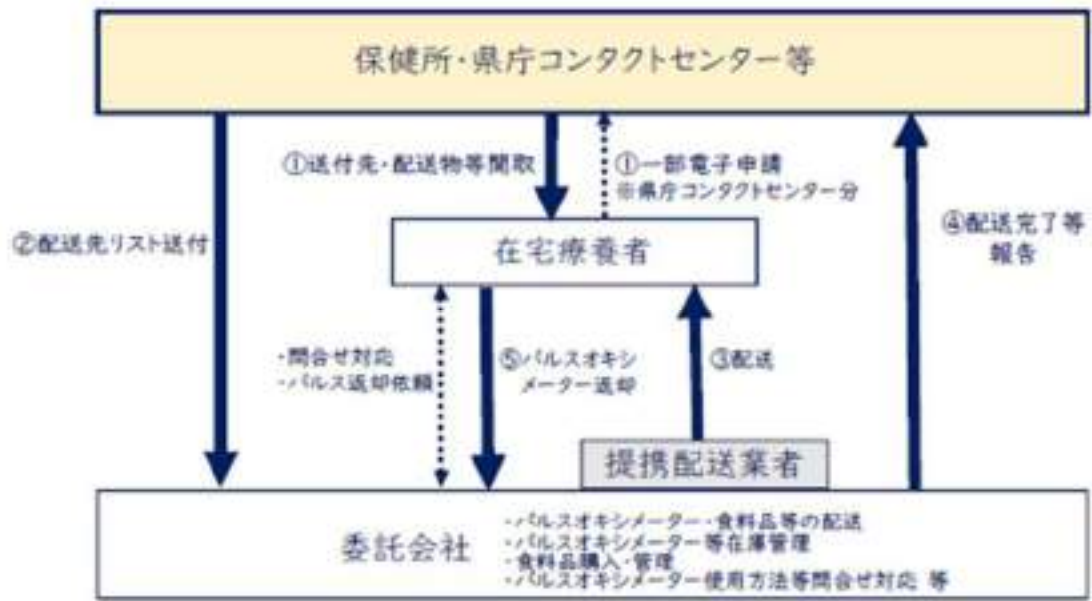 保健所・県庁コンタクトセンター等
①送付先・配送物等聞取
①一部電子申請
※県庁コンタクトセンター分
②配送先リスト送付
④配送完了等
報告
在宅療養者
・問合せ対応
・パルス返却依頼
⑤パルスオキシ
メーター返却
③配送
提携配送業者
委託会社
・パルスオキシメーター・食料品等の配送
・パルスオキシメーター等在庫管理
・食料品購入・管理
・パルスオキシメーター使用方法等問合せ対応 等